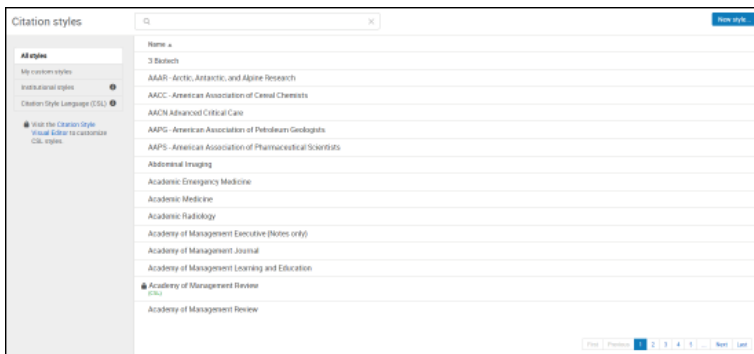 Citation styles
New style...
All styles
My custom styles
Institutional styles
Citation Style Language (CSL)
Visit the Citation Style
Visual Editor to customize
CSL styles.
Name
3 Biotech
AAAR - Arctic, Antarctic, and Alpine Research
AACC - American Association of Cereal Chemists
AACN Advanced Critical Care
AAPG - American Association of Petroleum Geologists
AAPS - American Association of Pharmaceutical Scientists
Abdominal Imaging
Academic Emergency Medicine
Academic Medicine
Academic Radiology
Academy of Management Executive (Notes only)
Academy of Management Journal
Academy of Management Learning and Education
Academy of Management Review
(CSL)
Academy of Management Review
First Previous 1 2 3 4 5 ... Next Last